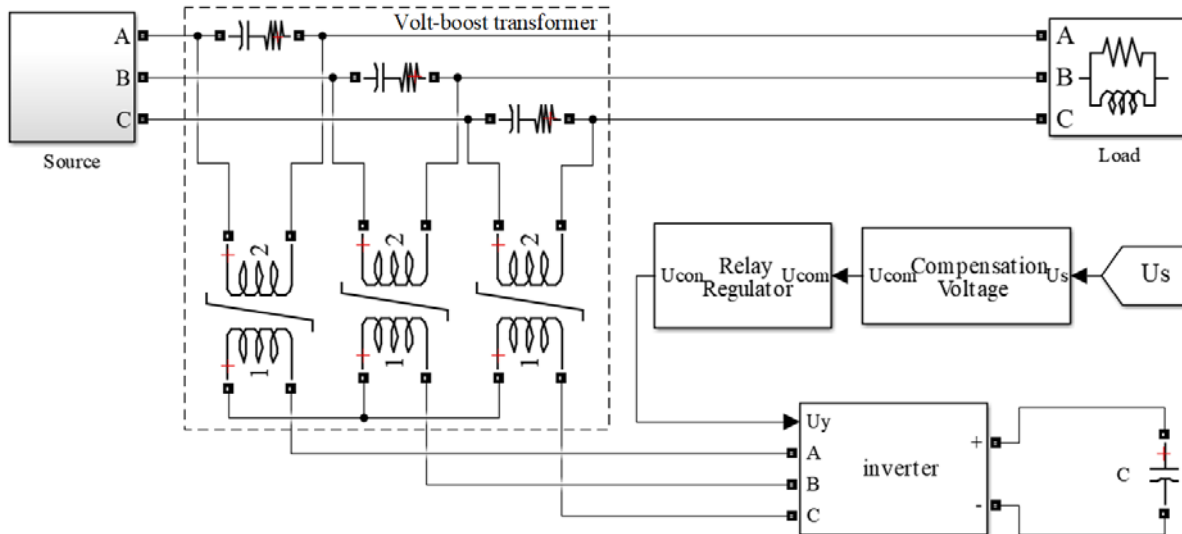 Volt-boost transformer
A
B
C
Source
A
B
C
Load
2
2
2
1
1
1
Ucon
Relay
Regulator
Ucom
Ucom
Compensation
Voltage
Us
Us
Uy
A
B
C
inverter
+
-
C